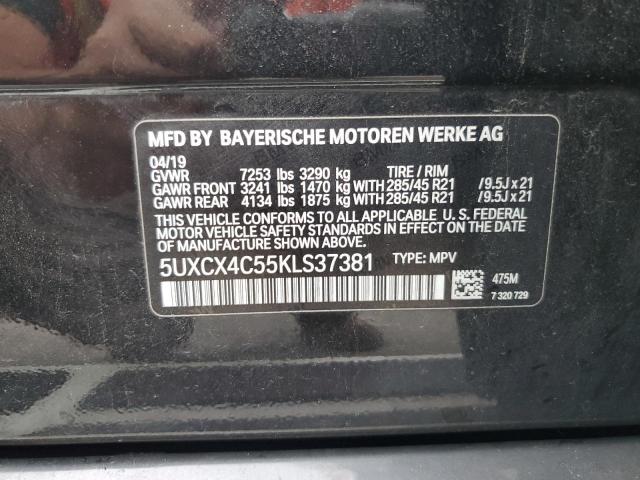 MFD BY BAYERISCHE MOTOREN WERKE AG
04/19
GVWR 7253 lbs 3290 kg TIRE / RIM
GAWR FRONT 3241 lbs 1470 kg WITH 285/45 R21 /9.5J x 21
GAWR REAR 4134 lbs 1875 kg WITH 285/45 R21 /9.5J x 21
THIS VEHICLE CONFORMS TO ALL APPLICABLE U. S. FEDERAL
MOTOR VEHICLE SAFETY STANDARDS IN EFFECT ON THE
DATE OF MANUFACTURE SHOWN ABOVE.
5UXCX4C55KLS37381 TYPE: MPV
475M
7 320 729